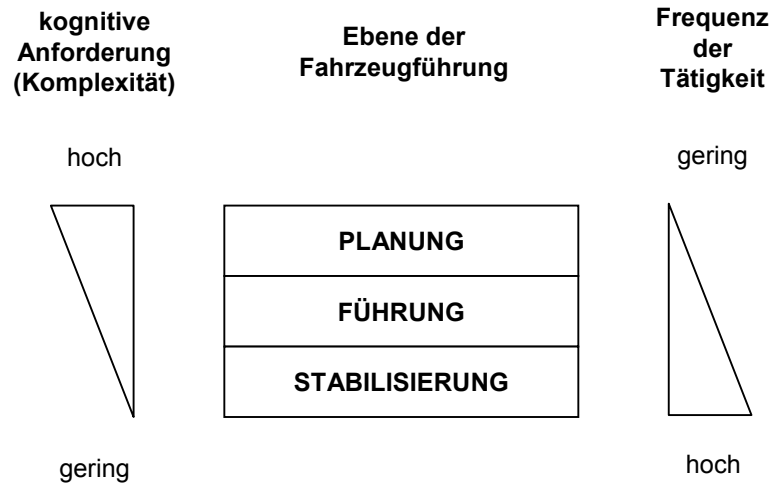 kognitive
Anforderung
(Komplexität)
Ebene der
Fahrzeugführung
Frequenz
der
Tätigkeit
hoch
gering
PLANUNG
FÜHRUNG
STABILISIERUNG
gering
hoch